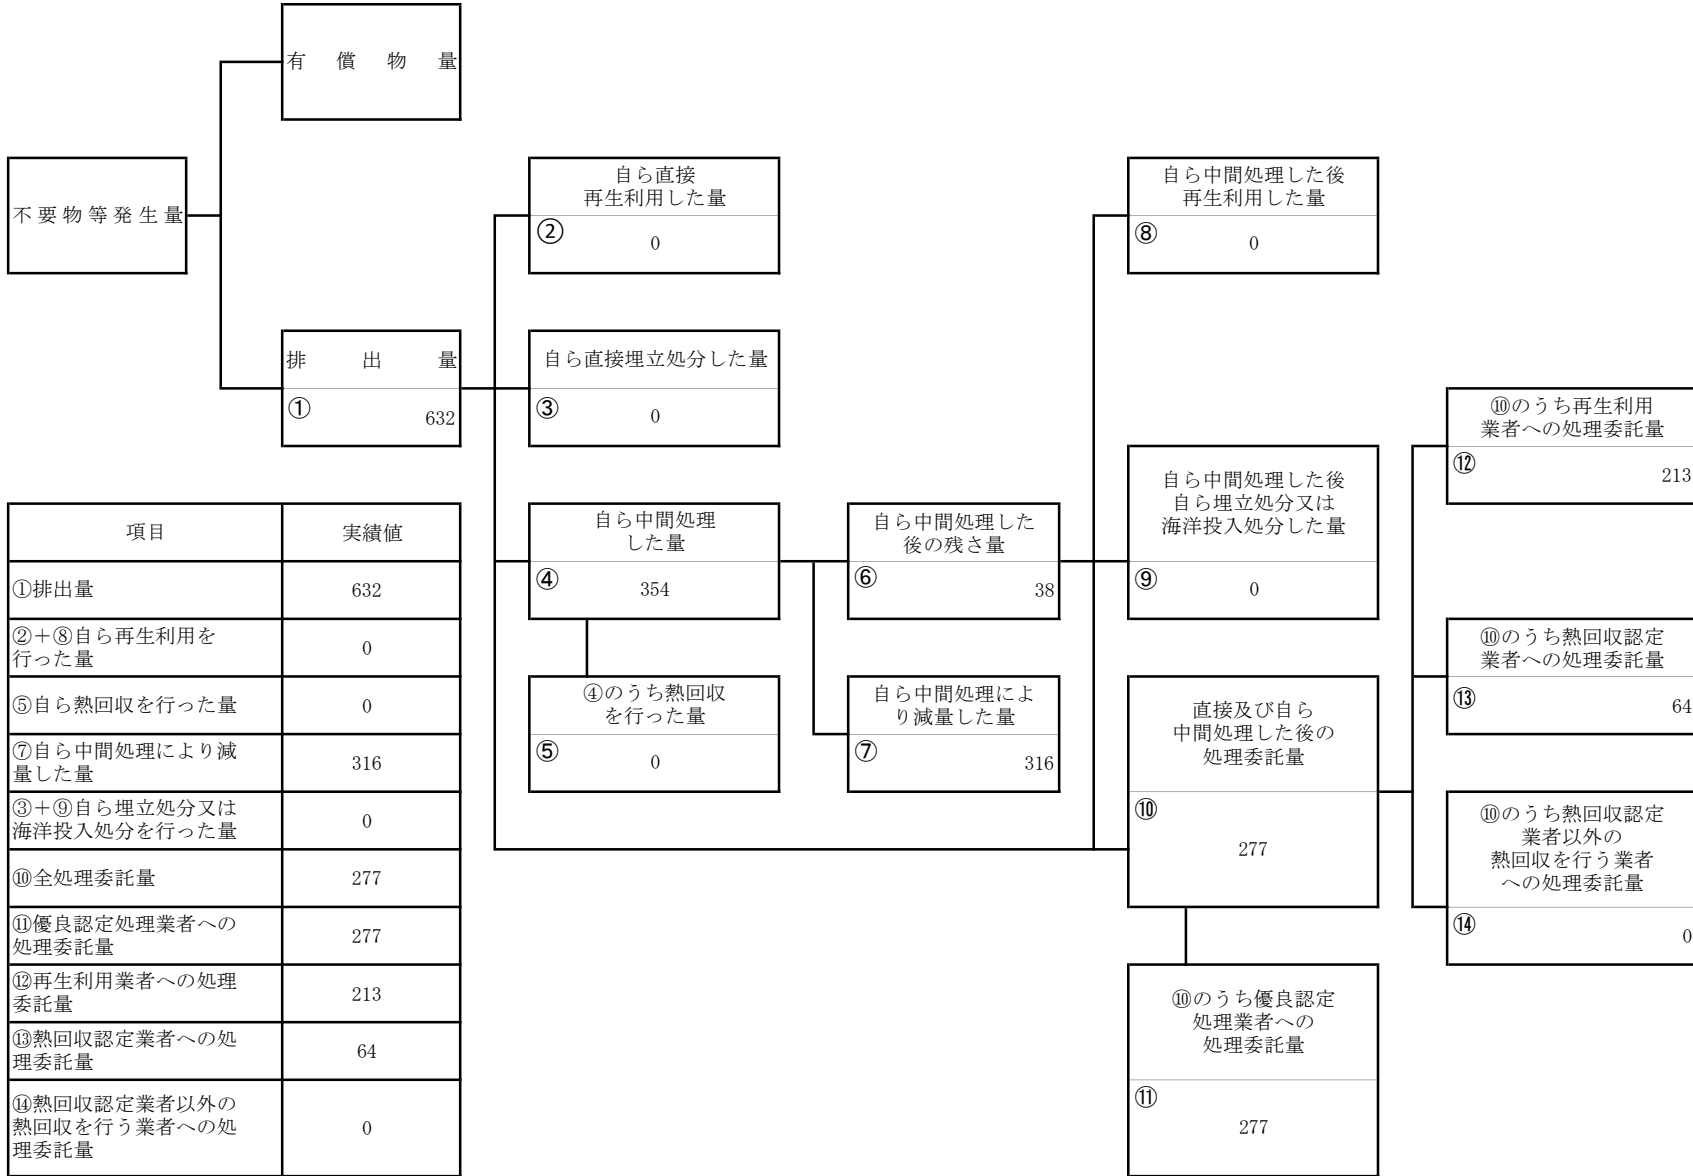 有償物量
不要物等発生量
排出量
①
632
自ら直接
再生利用した量
②
0
自ら直接埋立処分した量
③
0
自ら中間処理
した量
④
354
④のうち熱回収
を行った量
⑤
0
自ら中間処理した
後の残さ量
⑥
38
自ら中間処理によ
り減量した量
⑦
316
自ら中間処理した後
再生利用した量
⑧
0
自ら中間処理した後
自ら埋立処分又は
海洋投入処分した量
⑨
0
直接及び自ら
中間処理した後の
処理委託量
⑩
277
⑩のうち優良認定
処理業者への
処理委託量
⑪
277
⑩のうち再生利用
業者への処理委託量
⑫
213
⑩のうち熱回収認定
業者への処理委託量
⑬
64
⑩のうち熱回収認定
業者以外の
熱回収を行う業者
への処理委託量
⑭
0
項目 実績値
①排出量 632
②＋⑧自ら再生利用を
行った量
0
⑤自ら熱回収を行った量 0
⑦自ら中間処理により減
量した量
316
③＋⑨自ら埋立処分又は
海洋投入処分を行った量
0
⑩全処理委託量 277
⑪優良認定処理業者への
処理委託量
277
⑫再生利用業者への処理
委託量
213
⑬熱回収認定業者への処
理委託量
64
⑭熱回収認定業者以外の
熱回収を行う業者への処
理委託量
0